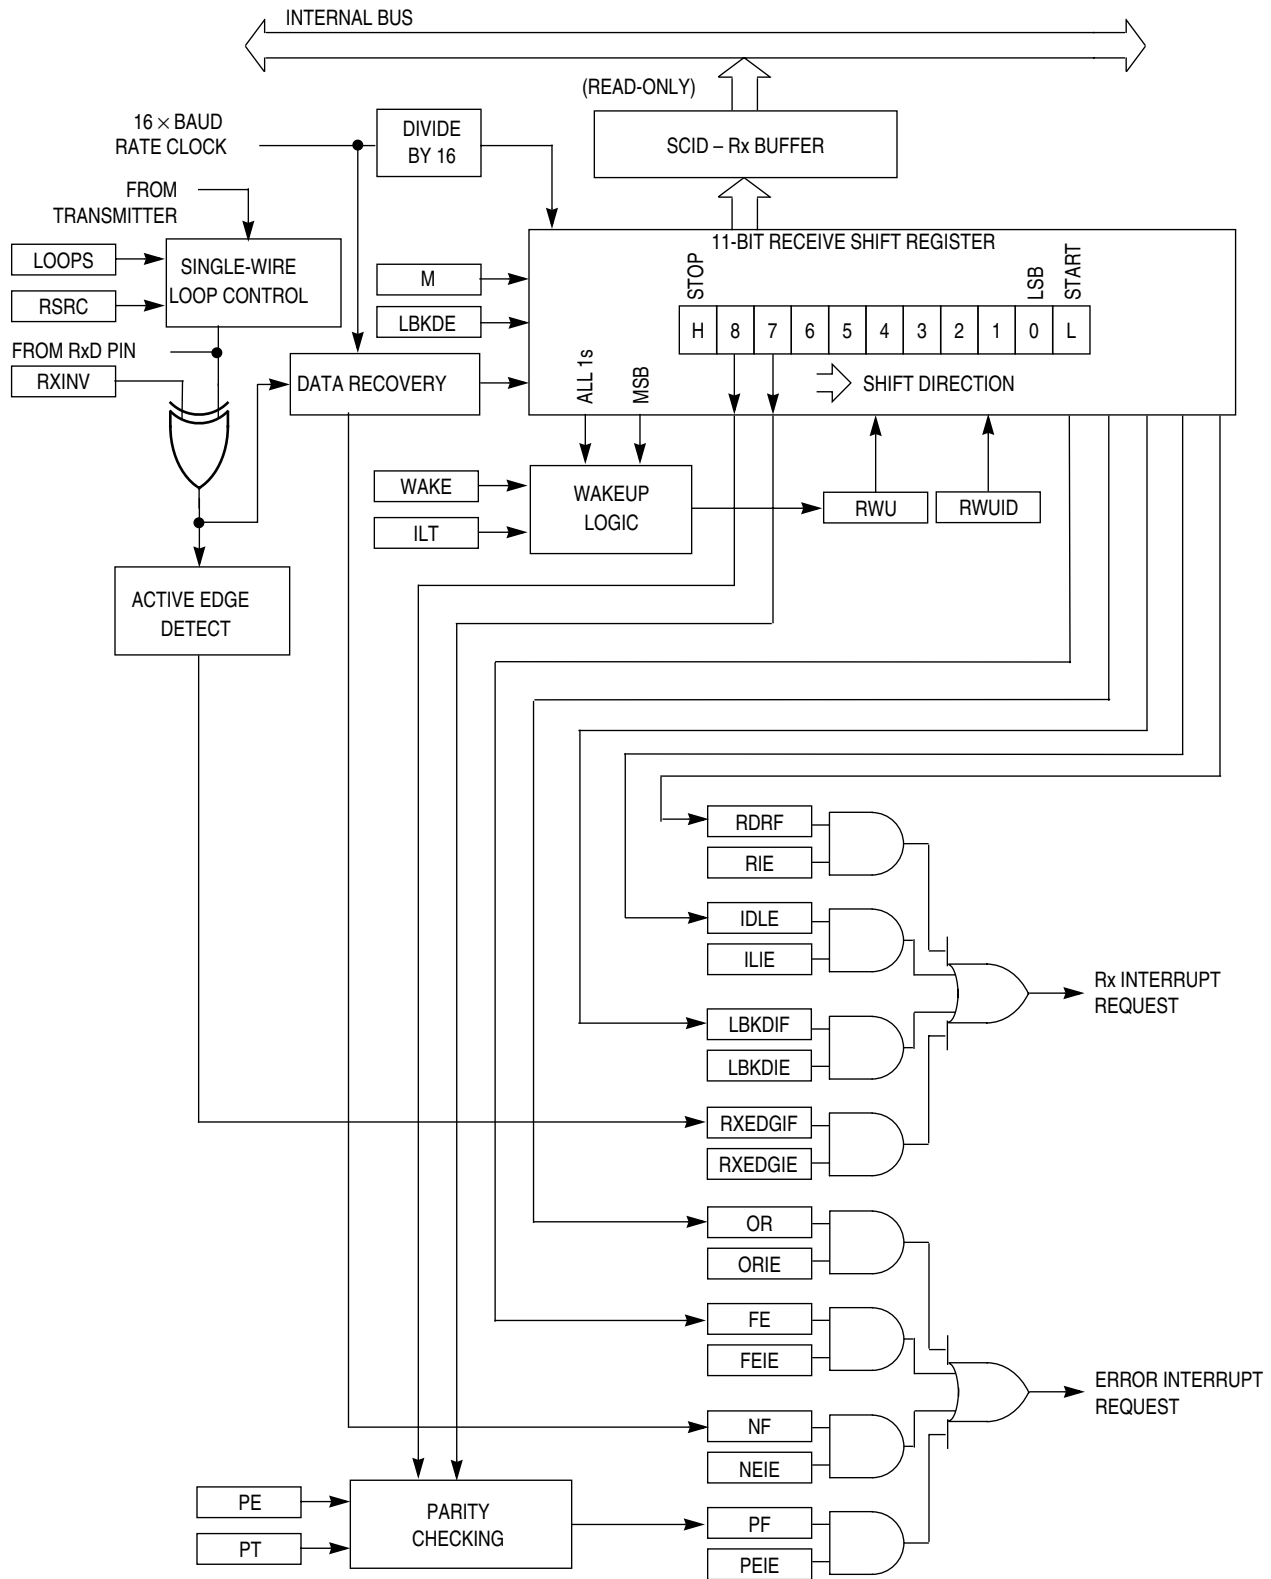 INTERNAL BUS
(READ-ONLY)
16 × BAUD
RATE CLOCK
DIVIDE
BY 16
SCID – Rx BUFFER
FROM
TRANSMITTER
11-BIT RECEIVE SHIFT REGISTER
LOOPS
SINGLE-WIRE
LOOP CONTROL
RSRC
M
LBKDE
STOP
LSB
START
H 8 7 6 5 4 3 2 1 0 L
FROM RxD PIN
RXINV
DATA RECOVERY
ALL 1s
MSB
SHIFT DIRECTION
WAKE
ILT
WAKEUP
LOGIC
RWU
RWUID
ACTIVE EDGE
DETECT
RDRF
RIE
IDLE
ILIE
Rx INTERRUPT
REQUEST
LBKDIF
LBKDIE
RXEDGIF
RXEDGIE
OR
ORIE
FE
FEIE
ERROR INTERRUPT
REQUEST
NF
NEIE
PE
PT
PARITY
CHECKING
PF
PEIE